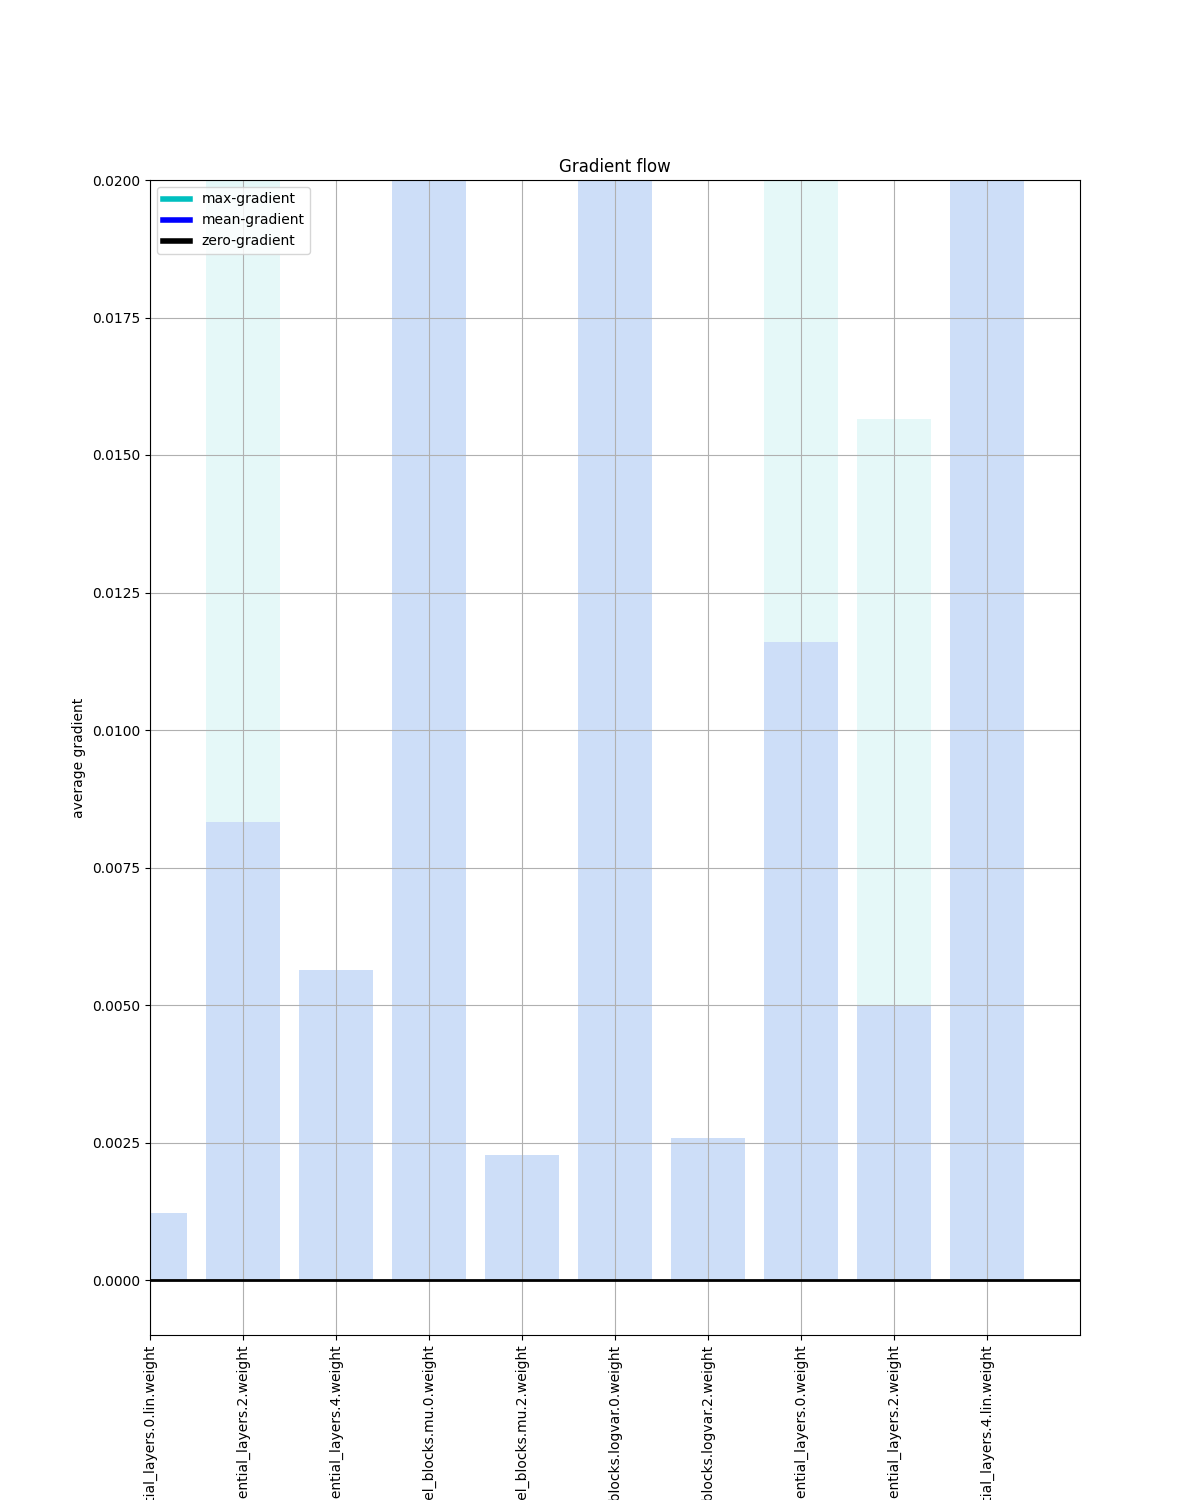 Gradient flow
max-gradient
mean-gradient
zero-gradient
0.0200
0.0175
0.0150
0.0125
0.0100
0.0075
0.0050
0.0025
0.0000
average gradient
tial_layers.0.lin.weight
ential_layers.2.weight
ential_layers.4.weight
el_blocks.mu.0.weight
el_blocks.mu.2.weight
blocks.logvar.0.weight
blocks.logvar.2.weight
ential_layers.0.weight
ential_layers.2.weight
tial_layers.4.lin.weight